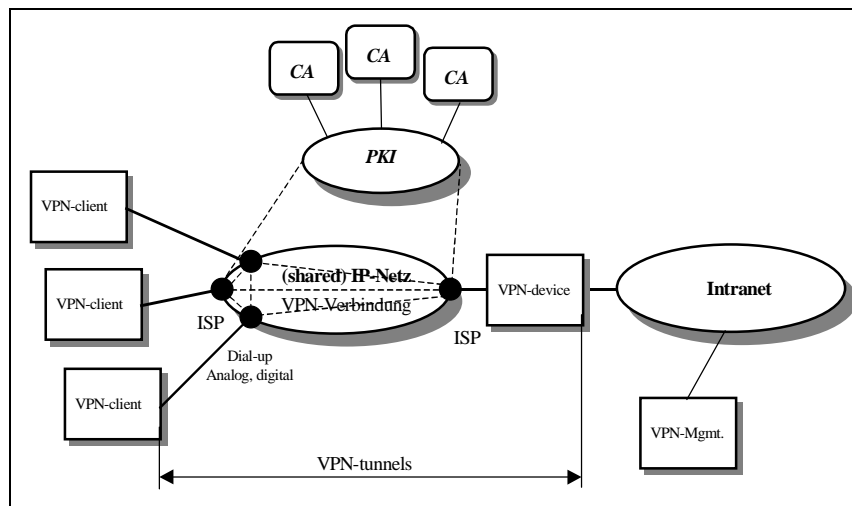 CA
CA
CA
PKI
VPN-client
(shared) IP-Netz
VPN-client
VPN-Verbindung
VPN-device
Intranet
ISP
ISP
Dial-up
Analog, digital
VPN-client
VPN-Mgmt.
VPN-tunnels